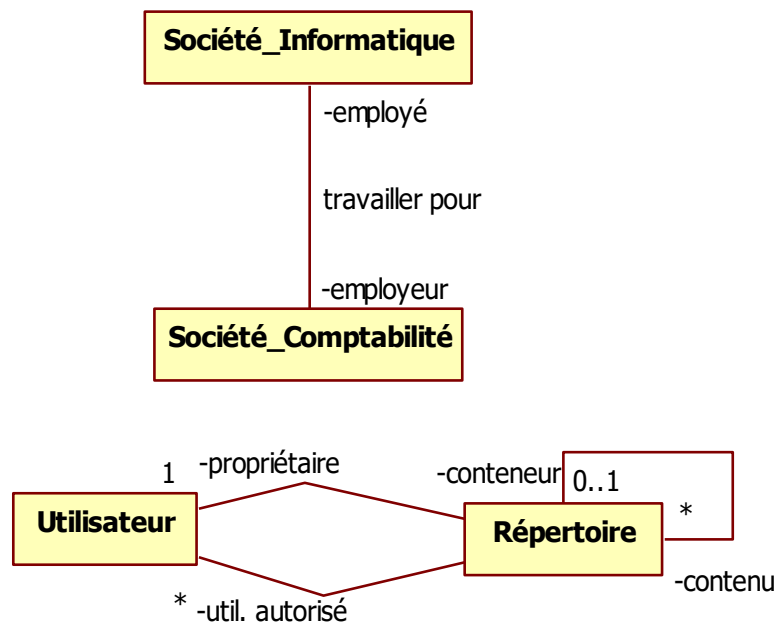 Société_Informatique
-employé
travailler pour
-employeur
Société_Comptabilité
1 -propriétaire
-conteneur 0..1
Utilisateur
Répertoire
*
* -util. autorisé
-contenu